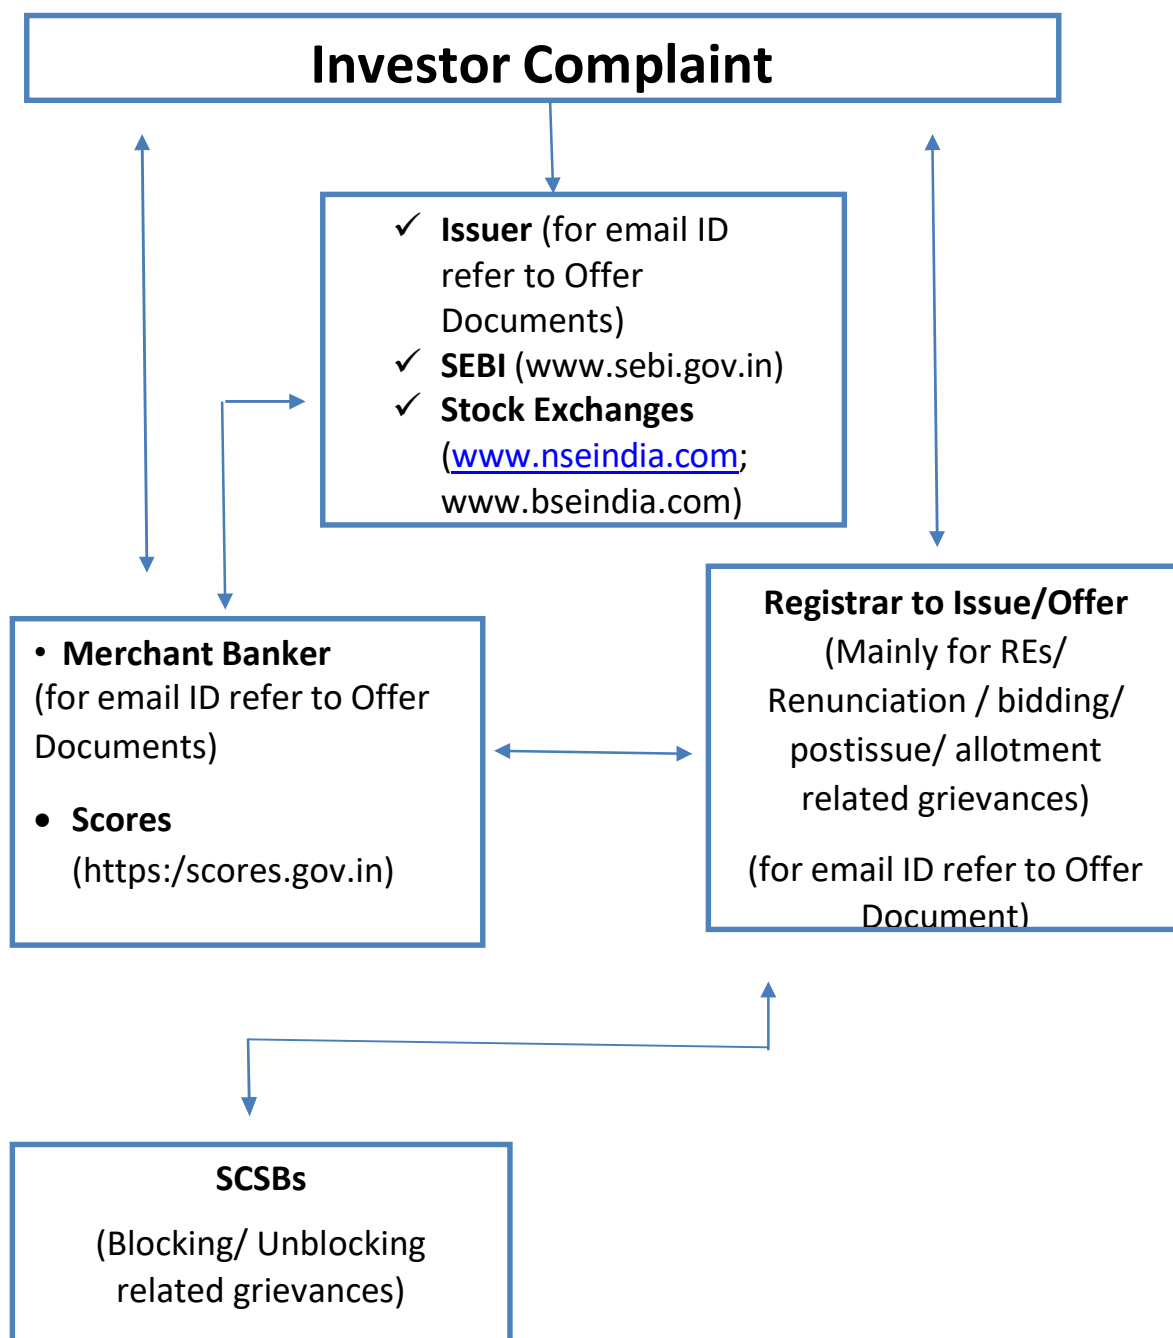 Investor Complaint
✓ Issuer (for email ID
refer to Offer
Documents)
✓ SEBI (www.sebi.gov.in)
✓ Stock Exchanges
(www.nseindia.com;
www.bseindia.com)
• Merchant Banker
(for email ID refer to Offer
Documents)
• Scores
(https:/scores.gov.in)
Registrar to Issue/Offer
(Mainly for REs/
Renunciation / bidding/
postissue/ allotment
related grievances)
(for email ID refer to Offer
Document)
SCSBs
(Blocking/ Unblocking
related grievances)